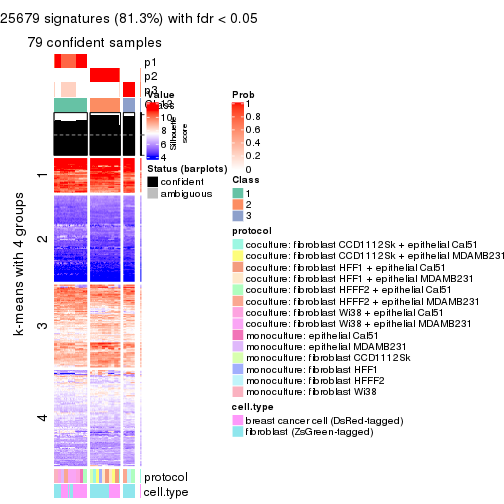 25679 signatures (81.3%) with fdr < 0.05
79 confident samples
p1
p2
p3
Class
Value
10
8
6
4
Silhouette
score
Status (barplots)
confident
ambiguous
Prob
1
0.8
0.6
0.4
0.2
0
Class
1
2
3
protocol
coculture: fibroblast CCD1112Sk + epithelial Cal51
coculture: fibroblast CCD1112Sk + epithelial MDAMB231
coculture: fibroblast HFF1 + epithelial Cal51
coculture: fibroblast HFF1 + epithelial MDAMB231
coculture: fibroblast HFFF2 + epithelial Cal51
coculture: fibroblast HFFF2 + epithelial MDAMB231
coculture: fibroblast Wi38 + epithelial Cal51
coculture: fibroblast Wi38 + epithelial MDAMB231
monoculture: epithelial Cal51
monoculture: epithelial MDAMB231
monoculture: fibroblast CCD1112Sk
monoculture: fibroblast HFF1
monoculture: fibroblast HFFF2
monoculture: fibroblast Wi38
cell.type
breast cancer cell (DsRed-tagged)
fibroblast (ZsGreen-tagged)
k-means with 4 groups
1
2
3
4
protocol
cell.type